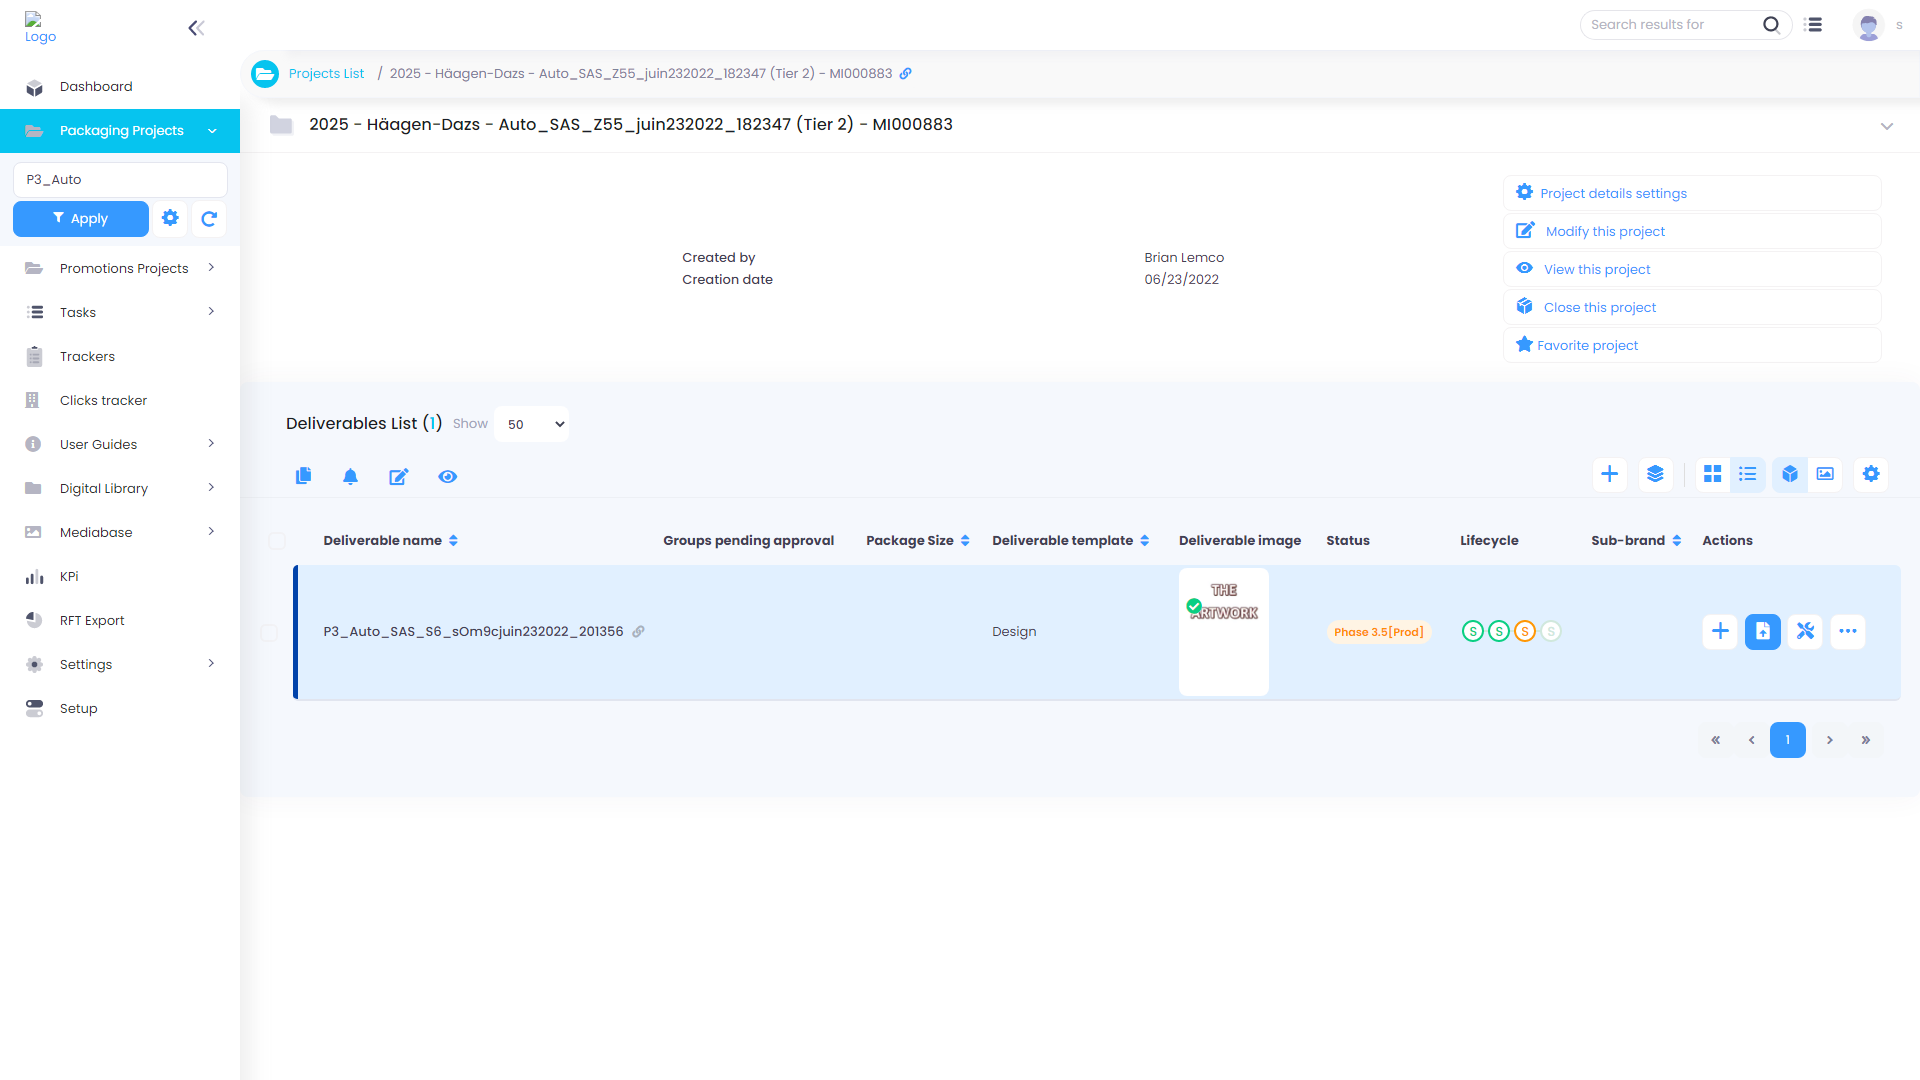 Logo
Search results for
s
Dashboard
Packaging Projects
P3_Auto
Apply
Promotions Projects
Tasks
Trackers
Clicks tracker
User Guides
Digital Library
Mediabase
KPi
RFT Export
Settings
Setup
Projects List / 2025 - Häagen-Dazs - Auto_SAS_Z55_juin232022_182347 (Tier 2) - MI000883
2025 - Häagen-Dazs - Auto_SAS_Z55_juin232022_182347 (Tier 2) - MI000883
Created by Brian Lemco
Creation date 06/23/2022
Project details settings
Modify this project
View this project
Close this project
Favorite project
Deliverables List (1) Show 50
Deliverable name Groups pending approval Package Size Deliverable template Deliverable image Status Lifecycle Sub-brand Actions
THE
ARTWORK
P3_Auto_SAS_S6_sOm9cjuin232022_201356 Design Phase 3.5[Prod] S S S S
« ‹ 1 › »